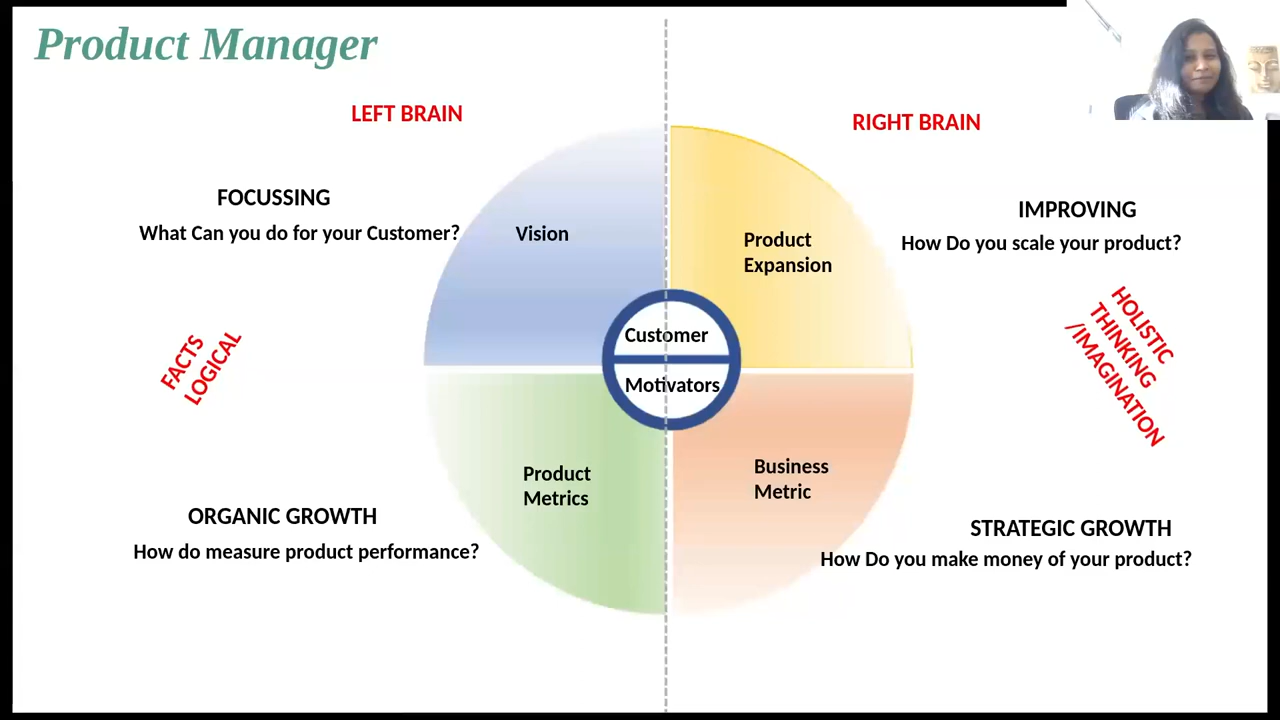 Product Manager
LEFT BRAIN
RIGHT BRAIN
FOCUSSING
What Can you do for your Customer?
Vision
Product
Expansion
IMPROVING
How Do you scale your product?
FACTS
LOGICAL
Customer
Motivators
HOLISTIC
THINKING
/IMAGINATION
Product
Metrics
Business
Metric
ORGANIC GROWTH
How do measure product performance?
STRATEGIC GROWTH
How Do you make money of your product?